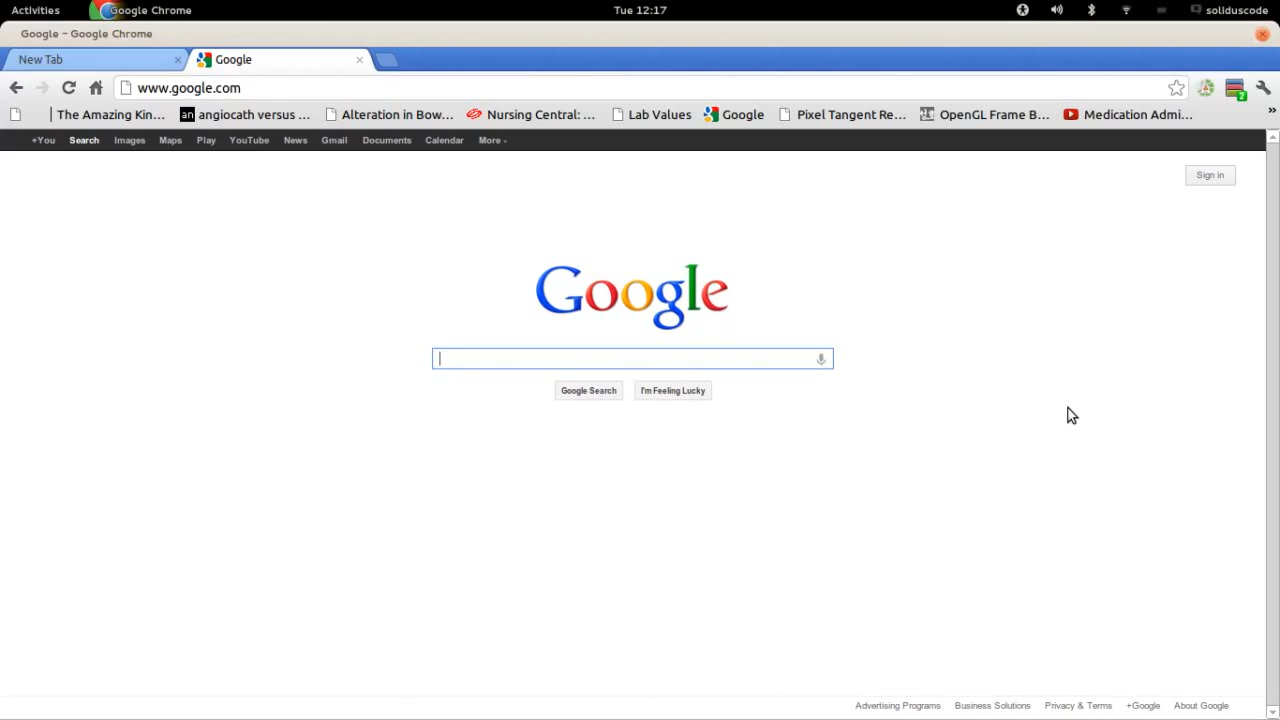 Activities Google Chrome Tue 12:17 soliduscode
Google - Google Chrome
New Tab Google
www.google.com
The Amazing Kin... an angiocath versus ... Alteration in Bow... Nursing Central: ... Lab Values Google Pixel Tangent Re... OpenGL Frame B... Medication Admi... »
+You Search Images Maps Play YouTube News Gmail Documents Calendar More
Sign in
Google
Google Search I'm Feeling Lucky
Advertising Programs Business Solutions Privacy & Terms +Google About Google